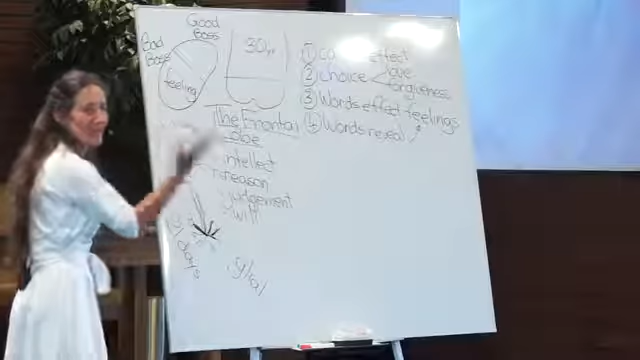 Good
Boss
Bad
Boss
feeling
30
The Frontal
Lobe
intellect
reason
judgement
will
days
① effect
② choice love
forgiveness
③ Words effect feelings
④ Words reveal